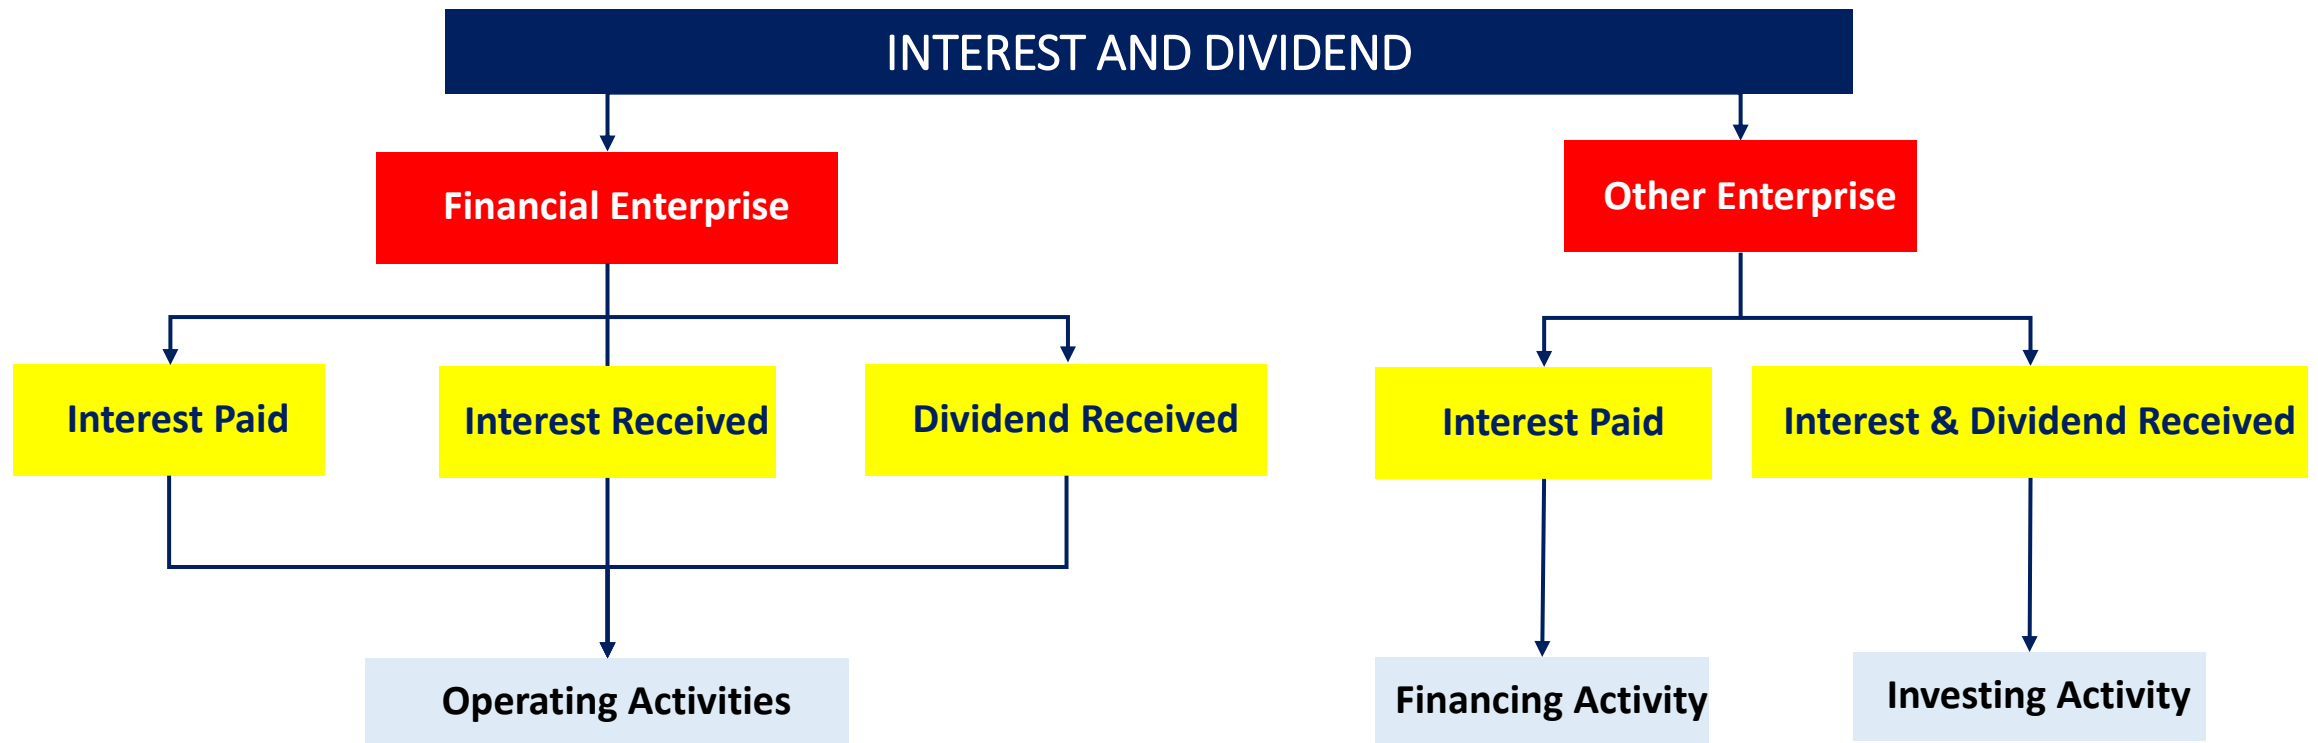 INTEREST AND DIVIDEND
Financial Enterprise
Other Enterprise
Interest Paid
Interest Received
Dividend Received
Interest Paid
Interest & Dividend Received
Operating Activities
Financing Activity
Investing Activity